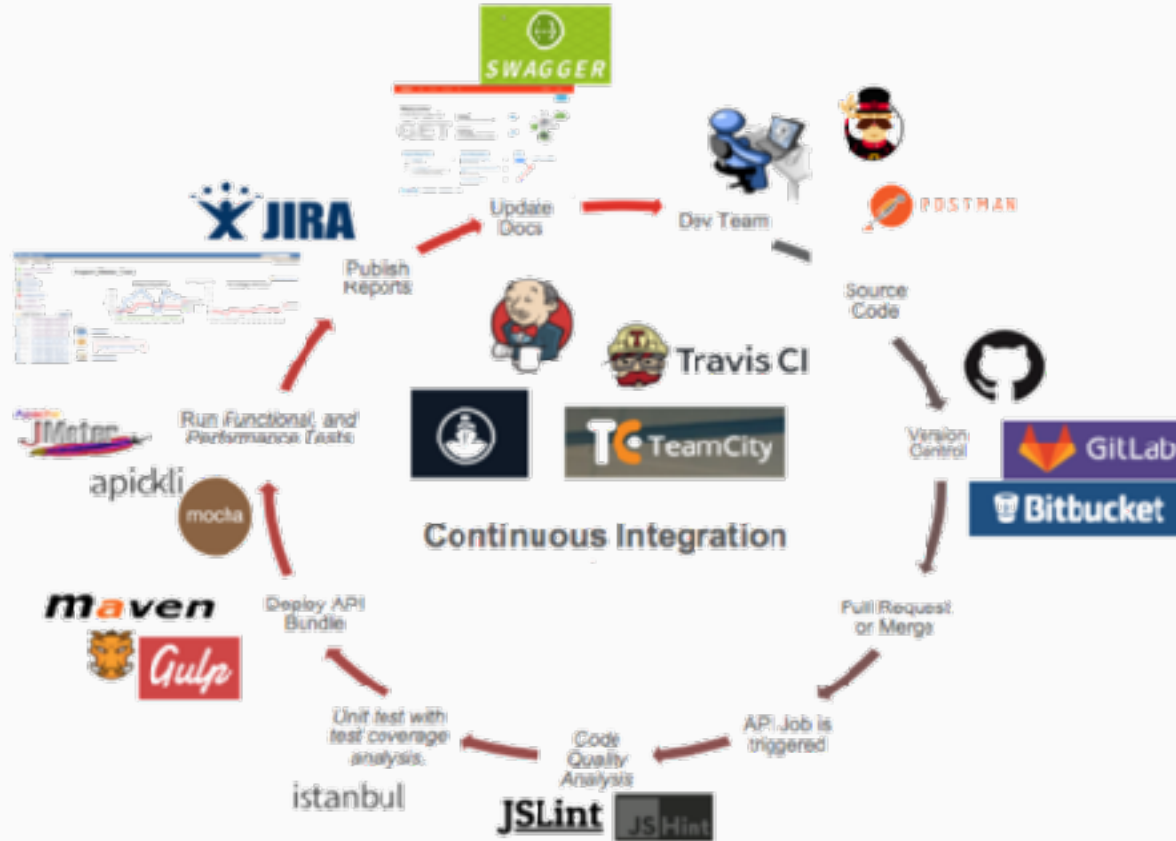 SWAGGER
Update
Docs
Dev Team
POSTMAN
JIRA
Publish
Reports
Source
Code
Travis CI
TeamCity
Version
Control
GitLab
Bitbucket
Apache
JMeter
Run Functional, and
Performance Tests
apickli
mocha
Continuous Integration
maven
Gulp
Deploy API
Bundle
Pull Request
or Merge
Unit test with
test coverage
analysis.
istanbul
Code
Quality
Analysis
JSLint
JSHint
API Job is
triggered